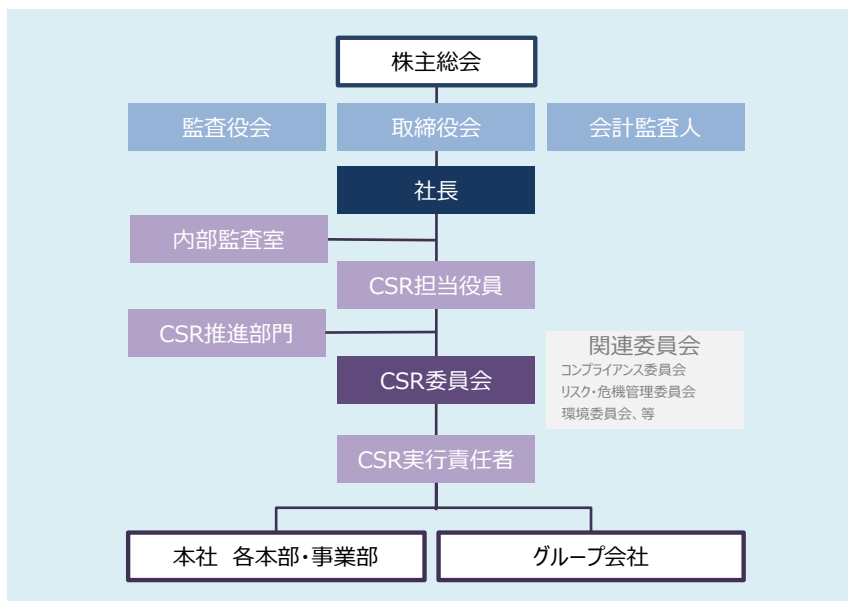 株主総会
監査役会
取締役会
会計監査人
社長
内部監査室
CSR担当役員
CSR推進部門
関連委員会
コンプライアンス委員会
リスク・危機管理委員会
環境委員会、等
CSR委員会
CSR実行責任者
本社 各本部・事業部
グループ会社